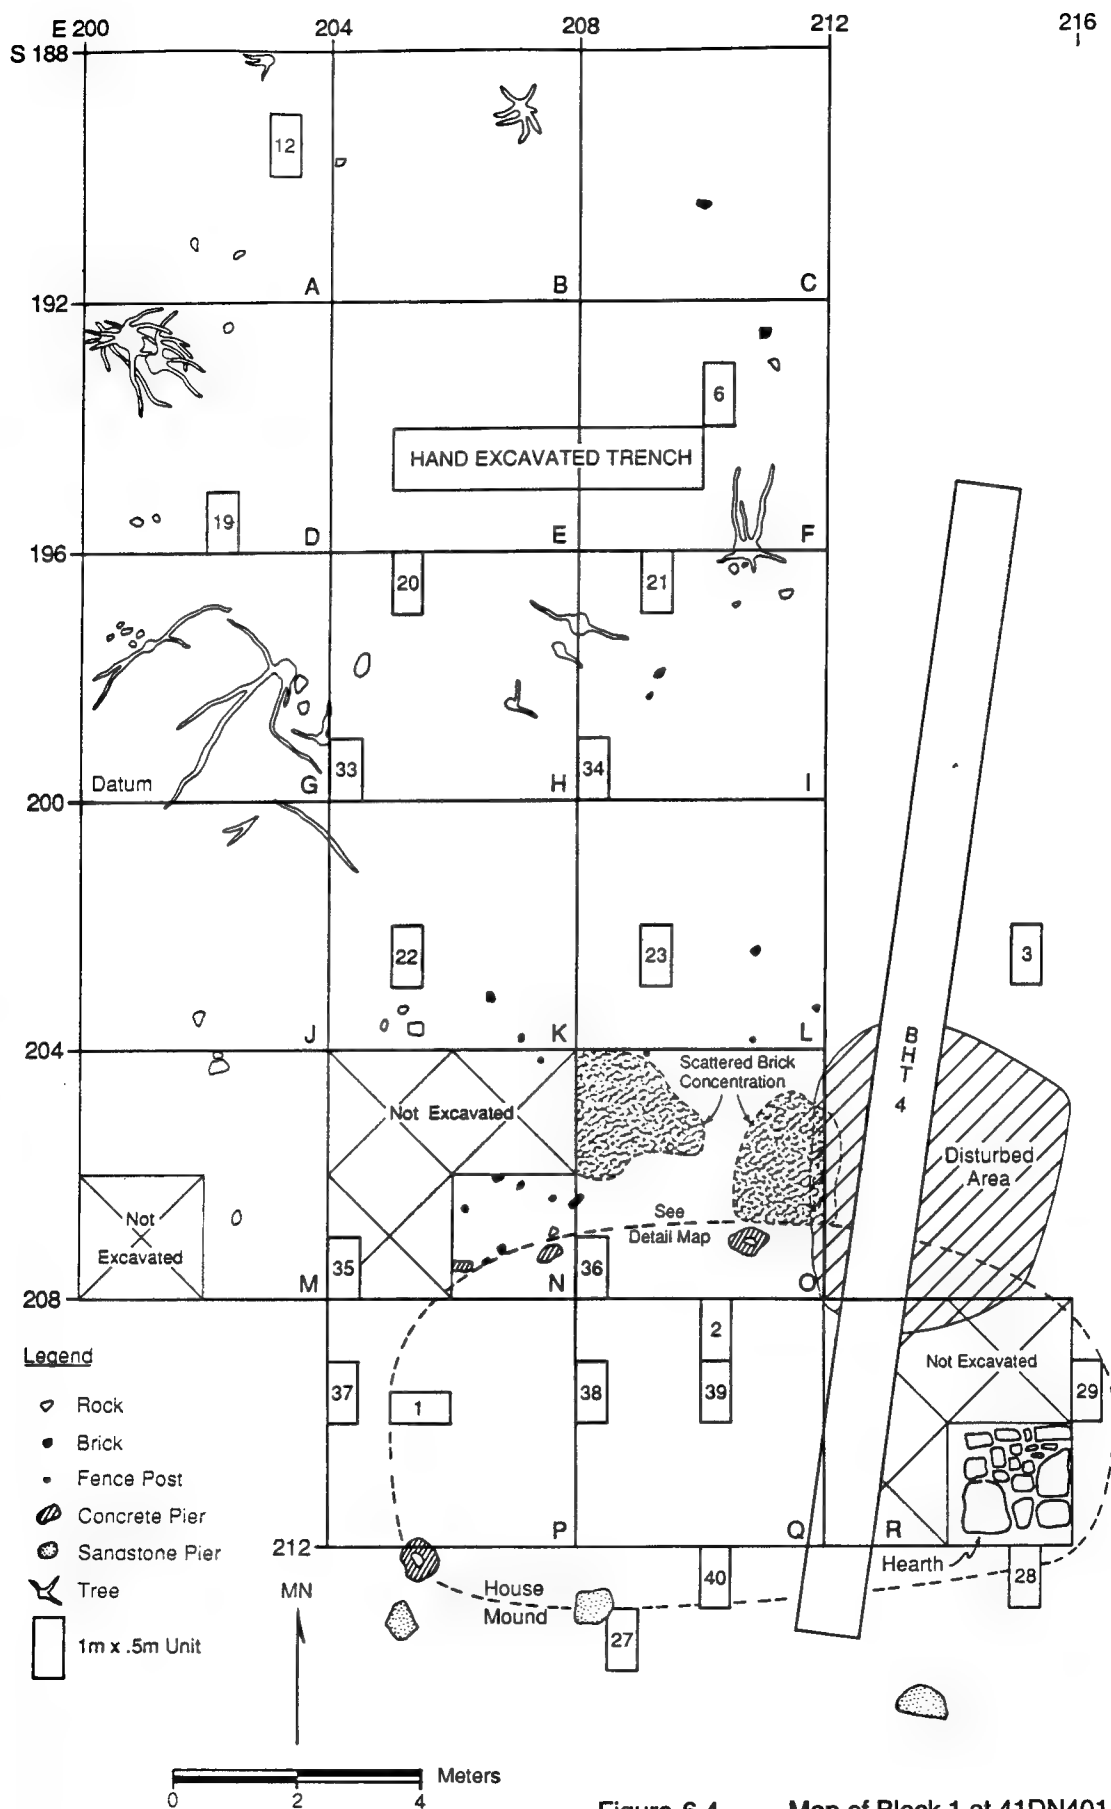 E 200 204 208 212 216
S 188
12
A B C
192
6
HAND EXCAVATED TRENCH
19
D E F
196
20 21
33 34
Datum G H I
200
22 23 3
J K L
204
B
H
T
4
Scattered Brick
Concentration
Not Excavated
Disturbed
Area
Not
Excavated
See
Detail Map
35 36
M N O
208
2
Not Excavated
37 1 38 39 29
P Q R
212
Hearth
40 28
House
Mound
27
Legend
Rock
Brick
Fence Post
Concrete Pier
Sandstone Pier
Tree
1m x .5m Unit
MN
Meters
0 2 4
Figure 6.4 Map of Block 1 at 41DN401